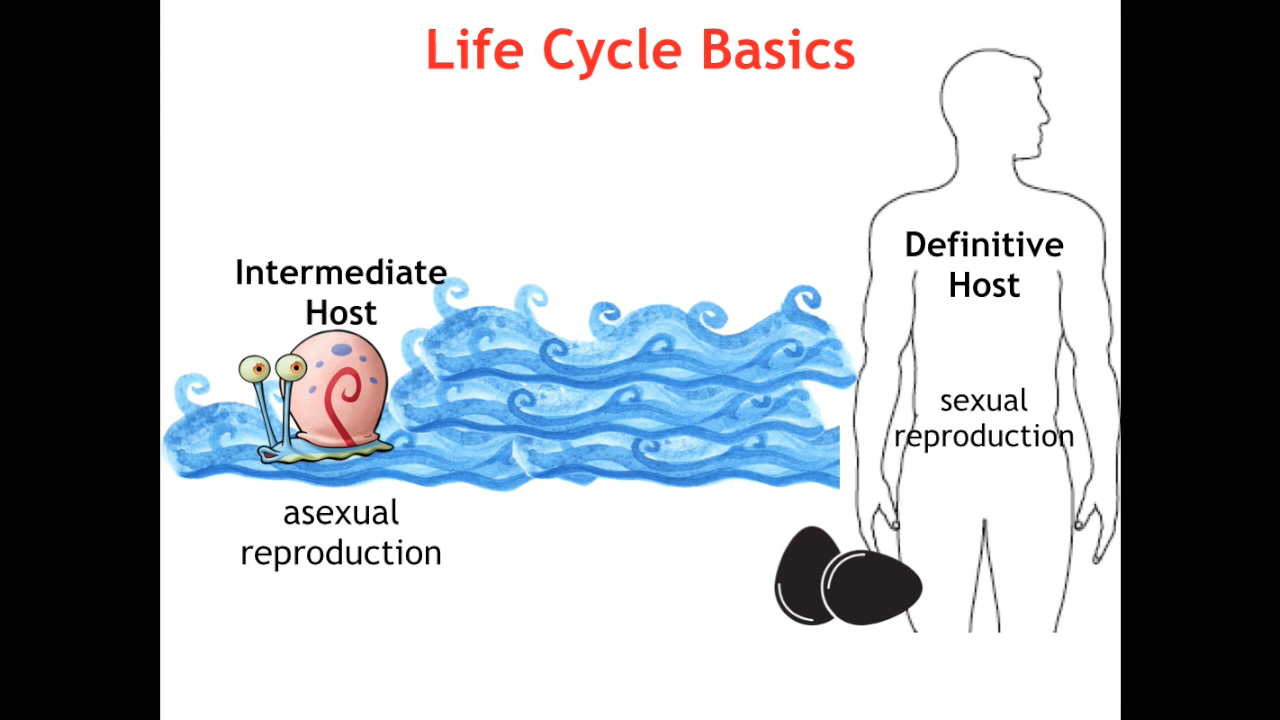 Life Cycle Basics
Intermediate
Host
asexual
reproduction
Definitive
Host
sexual
reproduction